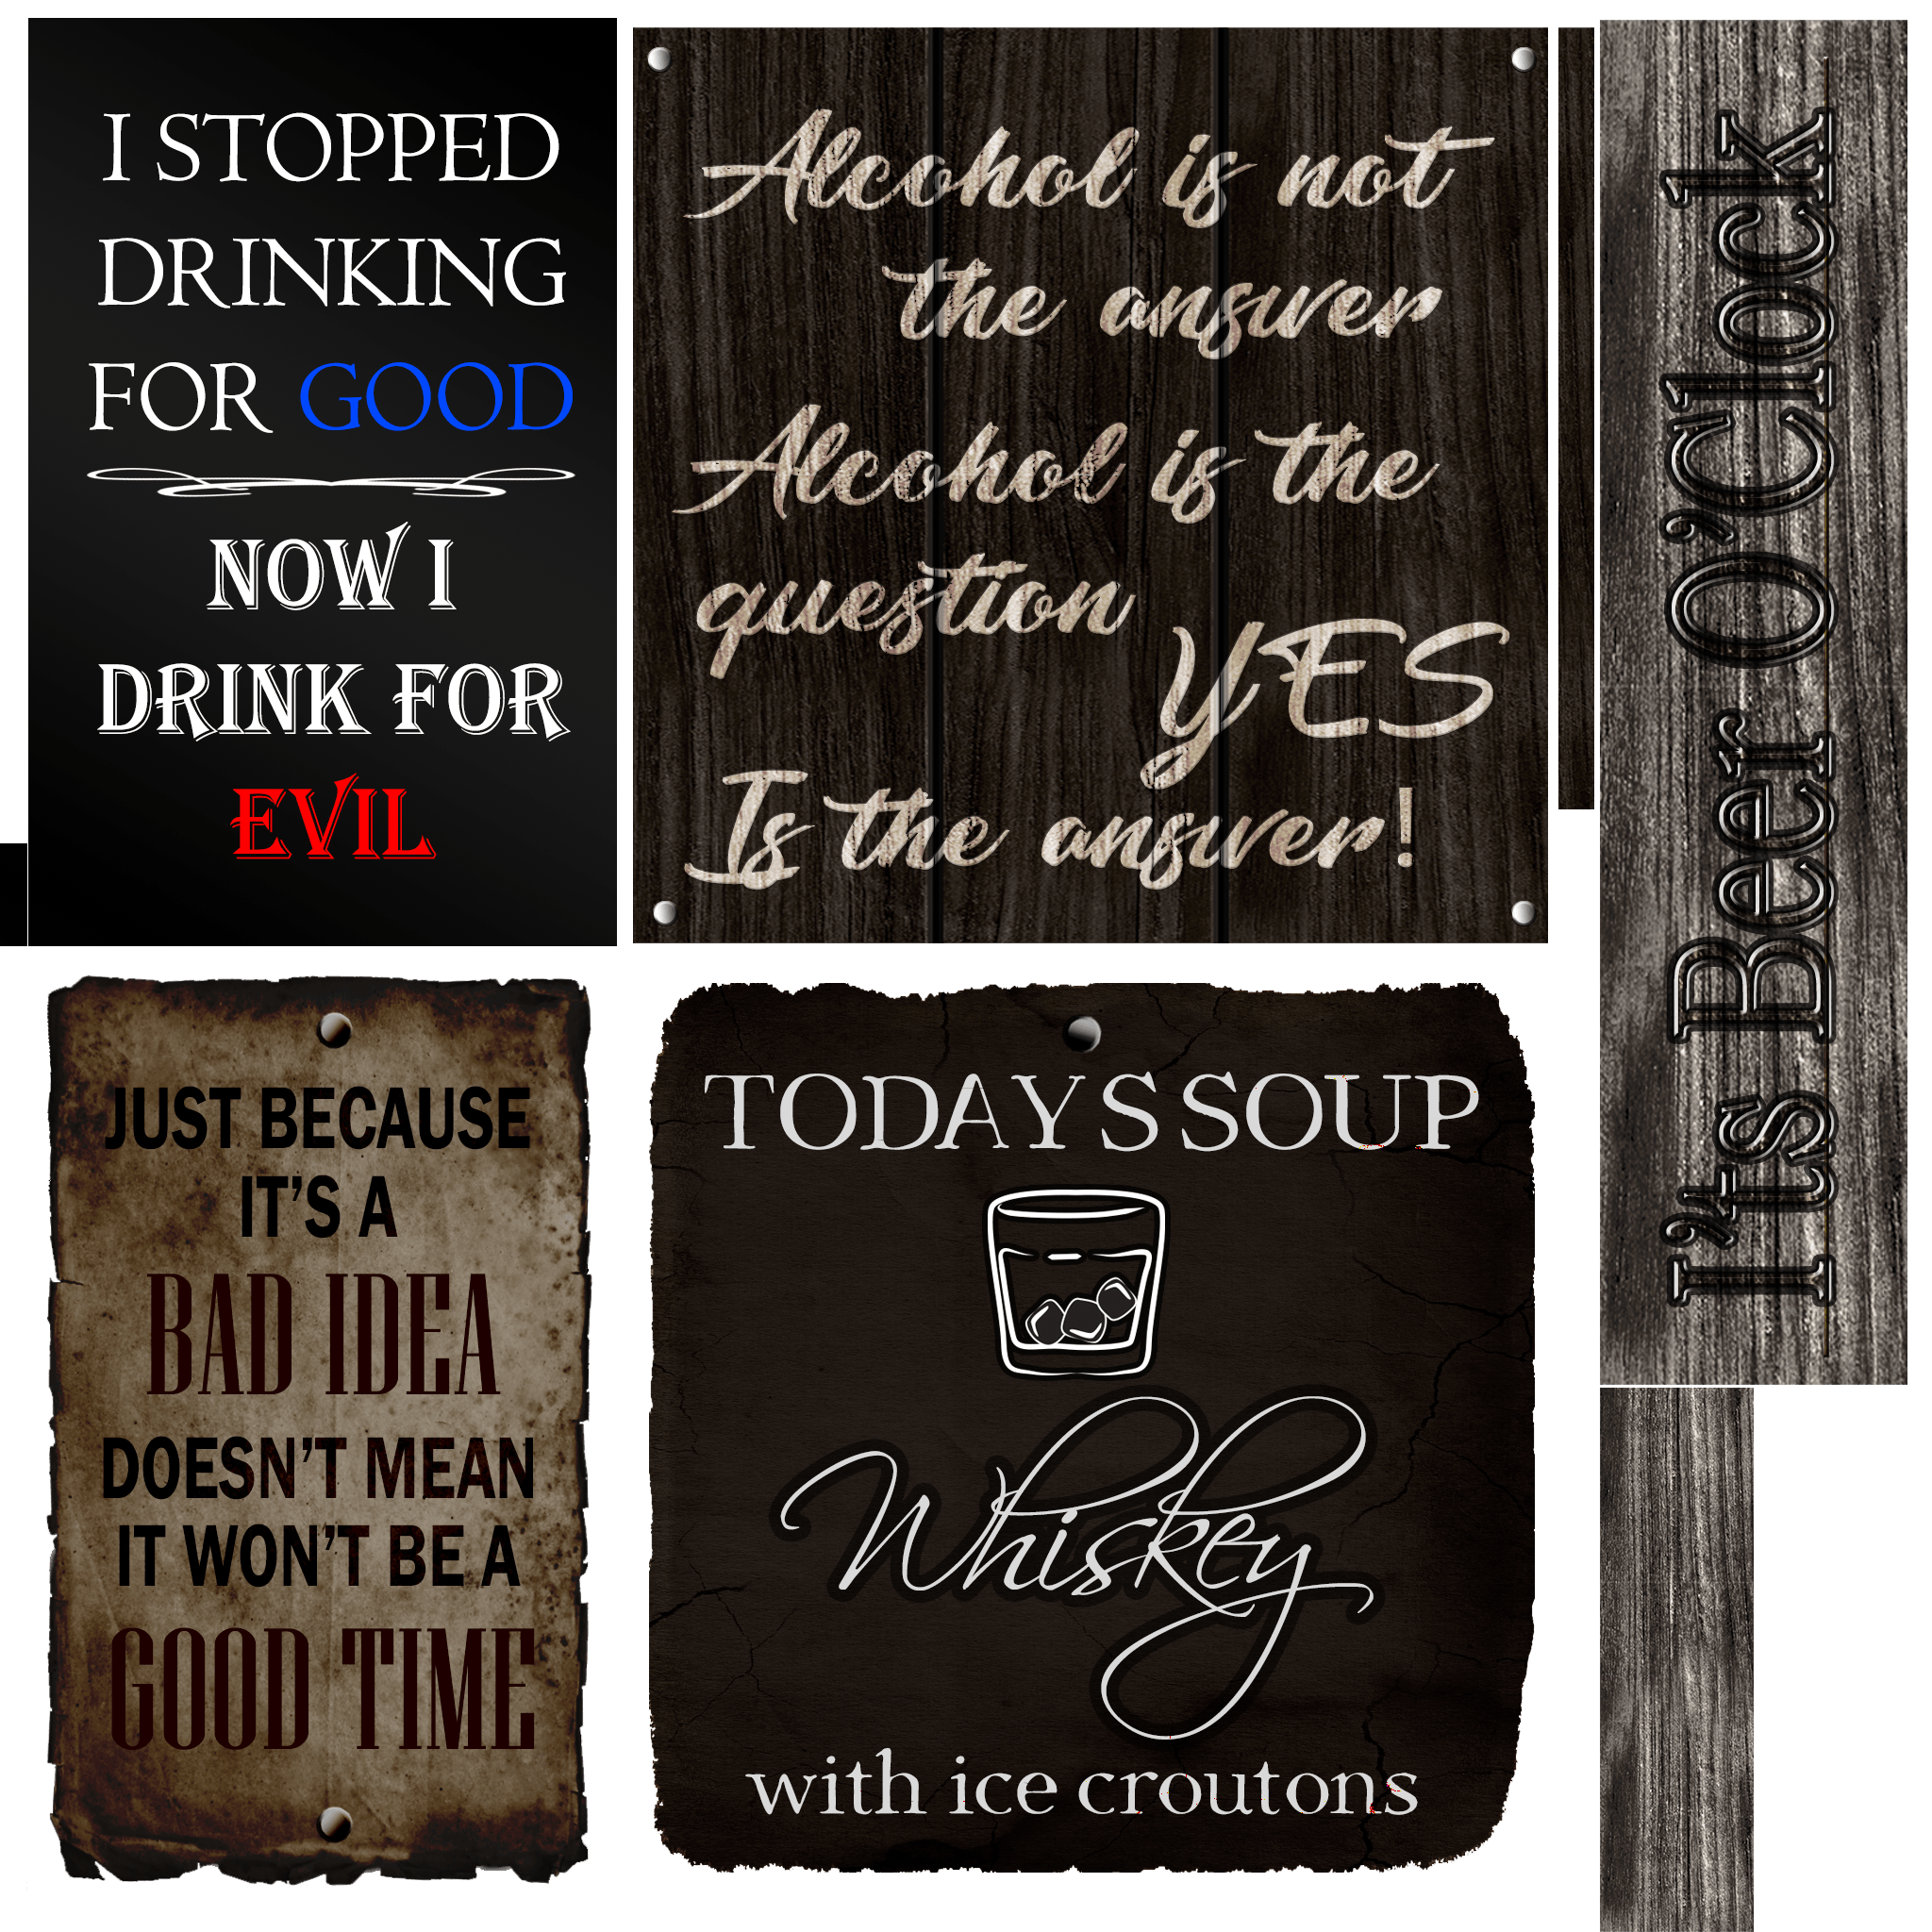 I STOPPED
DRINKING
FOR GOOD
NOW I
DRINK FOR
EVIL
Alcohol is not
the answer
Alcohol is the
question
YES
Is the answer!
It's Beer O'Clock
JUST BECAUSE
IT'S A
BAD IDEA
DOESN'T MEAN
IT WON'T BE A
GOOD TIME
TODAYS SOUP
Whiskey
with ice croutons